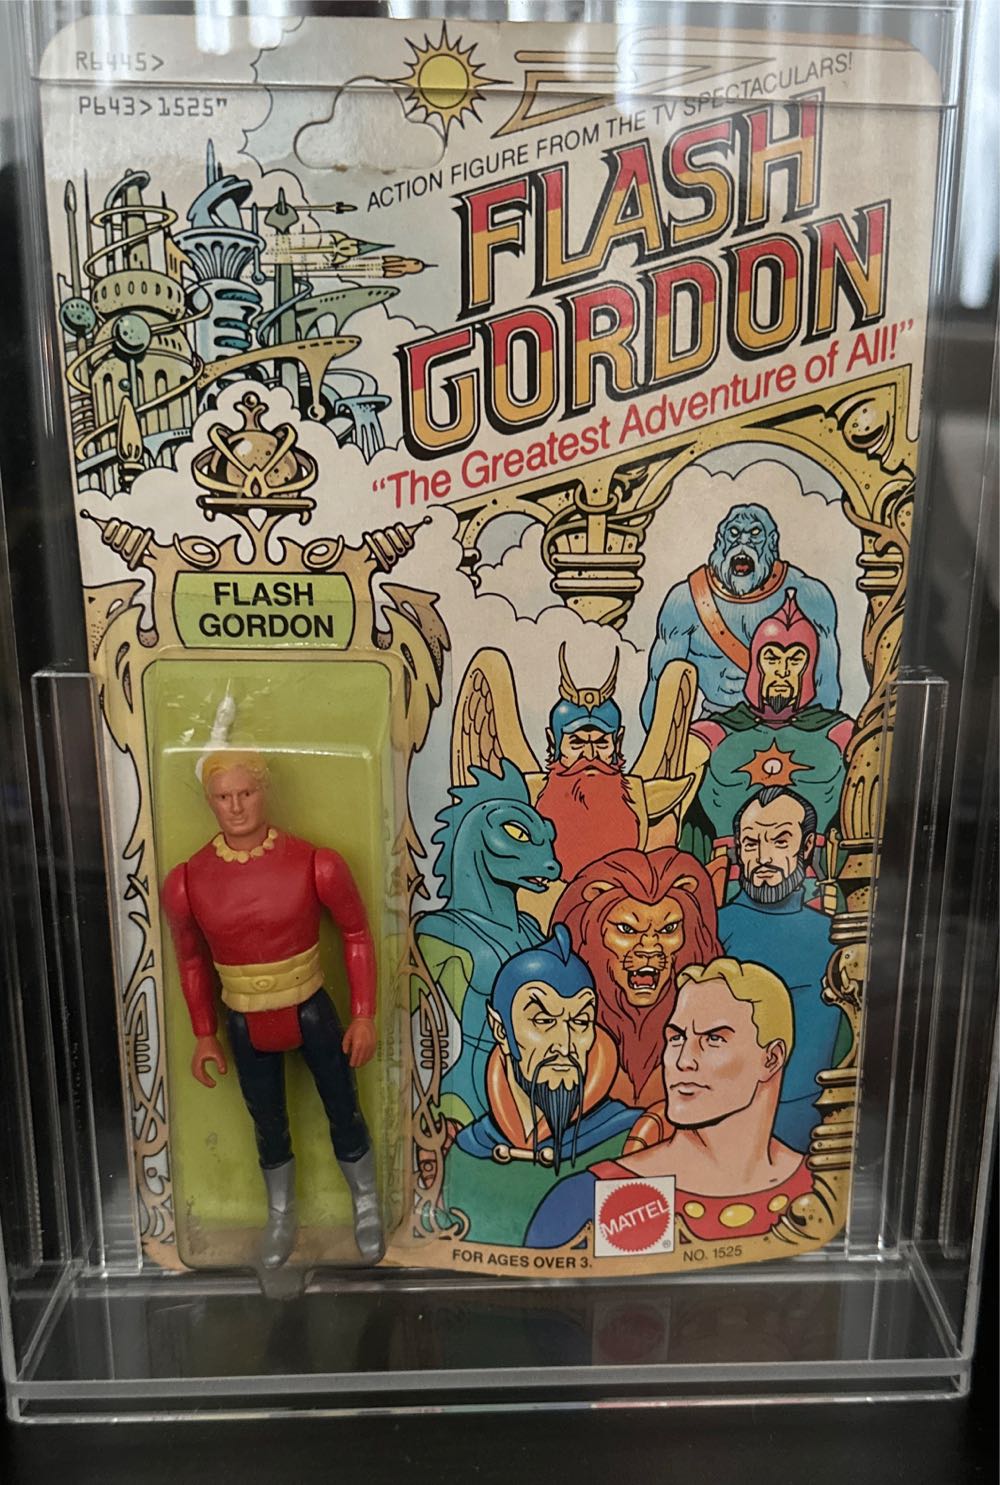 R6445>
P643>1525"
ACTION FIGURE FROM THE TV SPECTACULARS!
FLASH
GORDON
"The Greatest Adventure of All!"
FLASH
GORDON
MATTEL
®
FOR AGES OVER 3.
NO. 1525